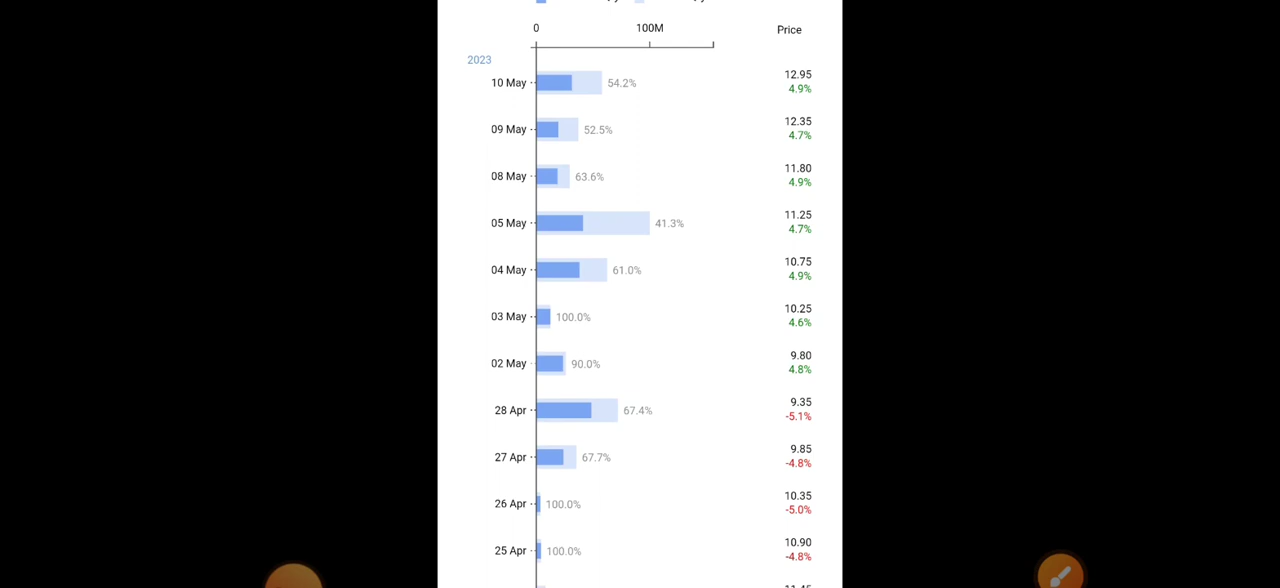 0 100M Price
2023
10 May 54.2% 12.95
4.9%
09 May 52.5% 12.35
4.7%
08 May 63.6% 11.80
4.9%
05 May 41.3% 11.25
4.7%
04 May 61.0% 10.75
4.9%
03 May 100.0% 10.25
4.6%
02 May 90.0% 9.80
4.8%
28 Apr 67.4% 9.35
-5.1%
27 Apr 67.7% 9.85
-4.8%
26 Apr 100.0% 10.35
-5.0%
25 Apr 100.0% 10.90
-4.8%